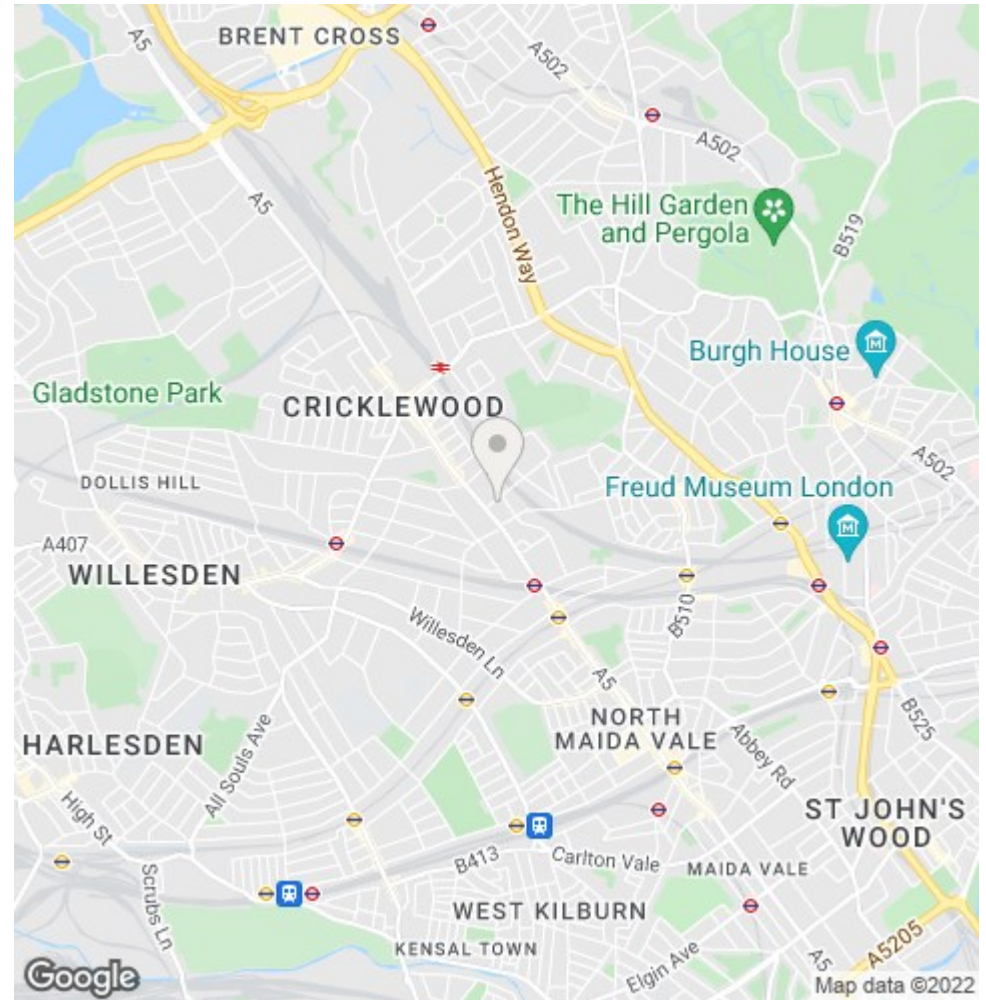 BRENT CROSS
A5
A502
A502
A5
Hendon Way
The Hill Garden
and Pergola
B519
Burgh House
Gladstone Park
CRICKLEWOOD
A502
DOLLIS HILL
Freud Museum London
A407
WILLESDEN
B510
Willesden Ln
A5
NORTH
MAIDA VALE
Abbey Rd
B525
HARLESDEN
All Souls Ave
High St
ST JOHN'S
WOOD
B413
Carlton Vale
MAIDA VALE
Scrubs Ln
WEST KILBURN
KENSAL TOWN
Elgin Ave
A5
A5205
Google
Map data ©2022